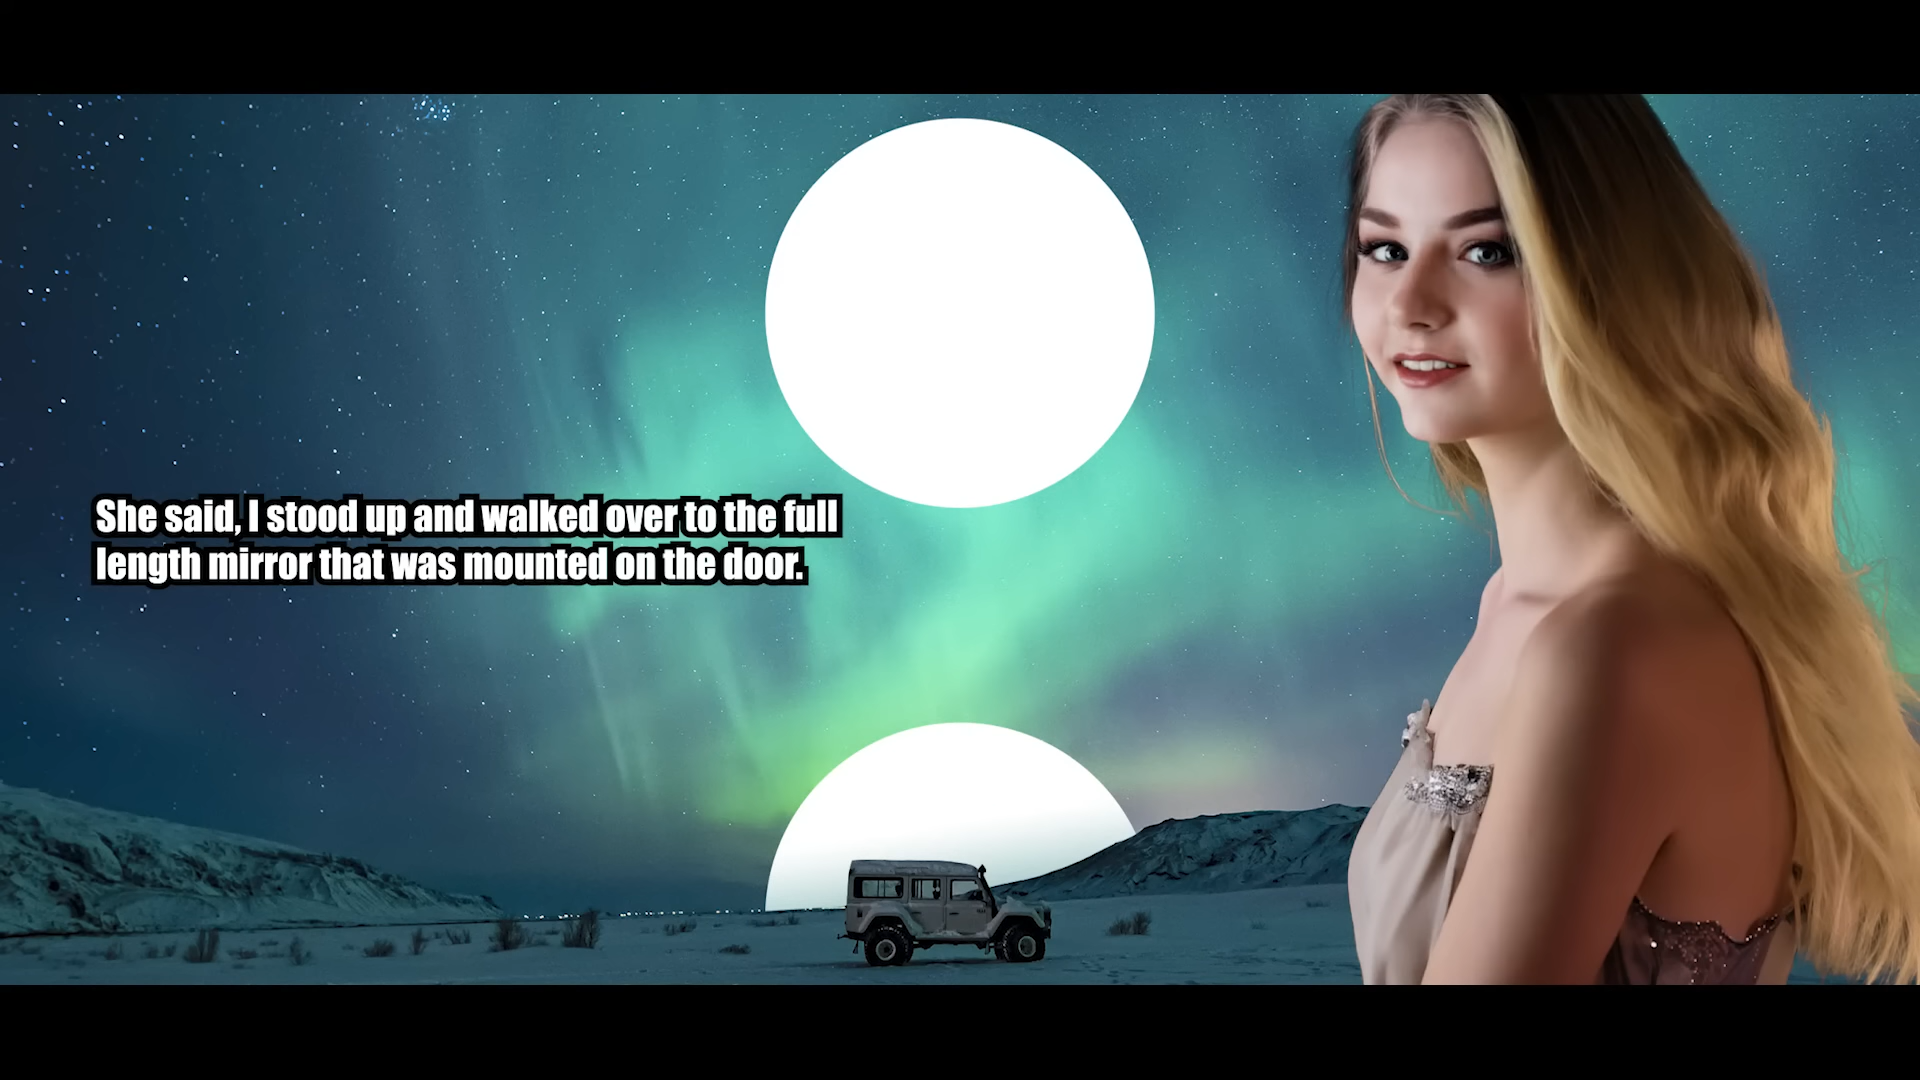 She said, I stood up and walked over to the full
length mirror that was mounted on the door.